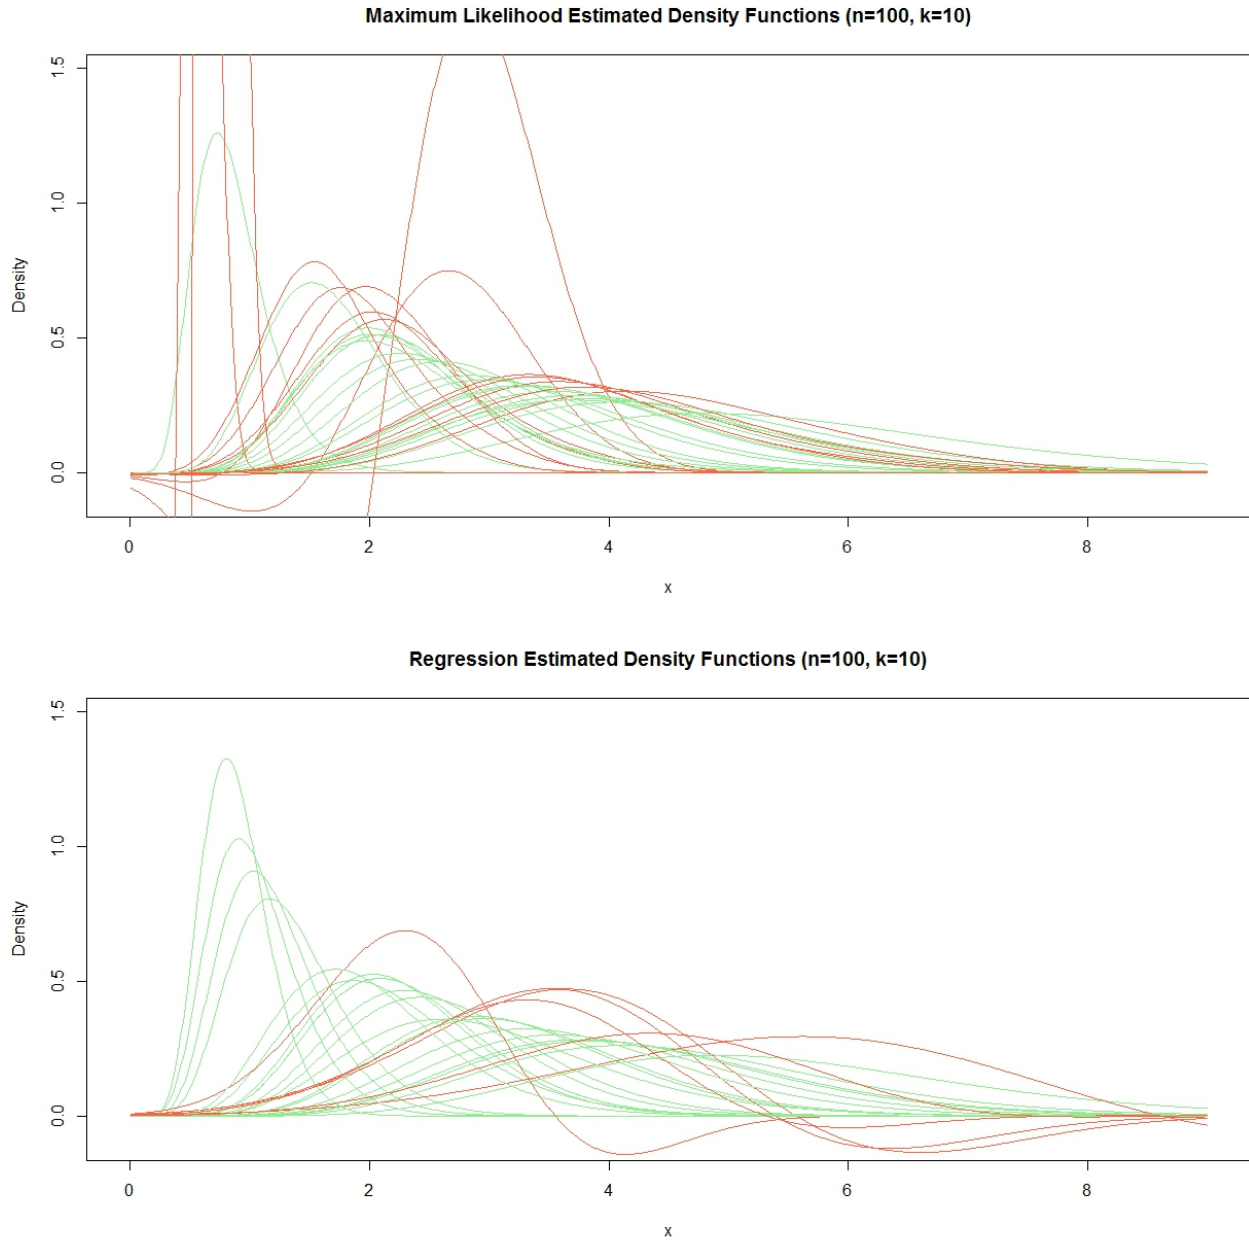 Maximum Likelihood Estimated Density Functions (n=100, k=10)
Density
1.5
1.0
0.5
0.0
0 2 4 6 8
x
Regression Estimated Density Functions (n=100, k=10)
Density
1.5
1.0
0.5
0.0
0 2 4 6 8
x